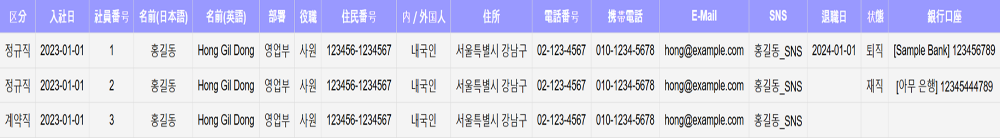 区分 入社日 社員番号 名前(日本語) 名前(英語) 部署 役職 住民番号 内 / 外国人 住所 電話番号 携帯電話 E-Mail SNS 退職日 状態 銀行口座
정규직 2023-01-01 1 홍길동 Hong Gil Dong 영업부 사원 123456-1234567 내국인 서울특별시 강남구 02-123-4567 010-1234-5678 hong@example.com 홍길동_SNS 2024-01-01 퇴직 [Sample Bank] 123456789
정규직 2023-01-01 2 홍길동 Hong Gil Dong 영업부 사원 123456-1234567 내국인 서울특별시 강남구 02-123-4567 010-1234-5678 hong@example.com 홍길동_SNS 재직 [아무 은행] 12345444789
계약직 2023-01-01 3 홍길동 Hong Gil Dong 영업부 사원 123456-1234567 내국인 서울특별시 강남구 02-123-4567 010-1234-5678 hong@example.com 홍길동_SNS